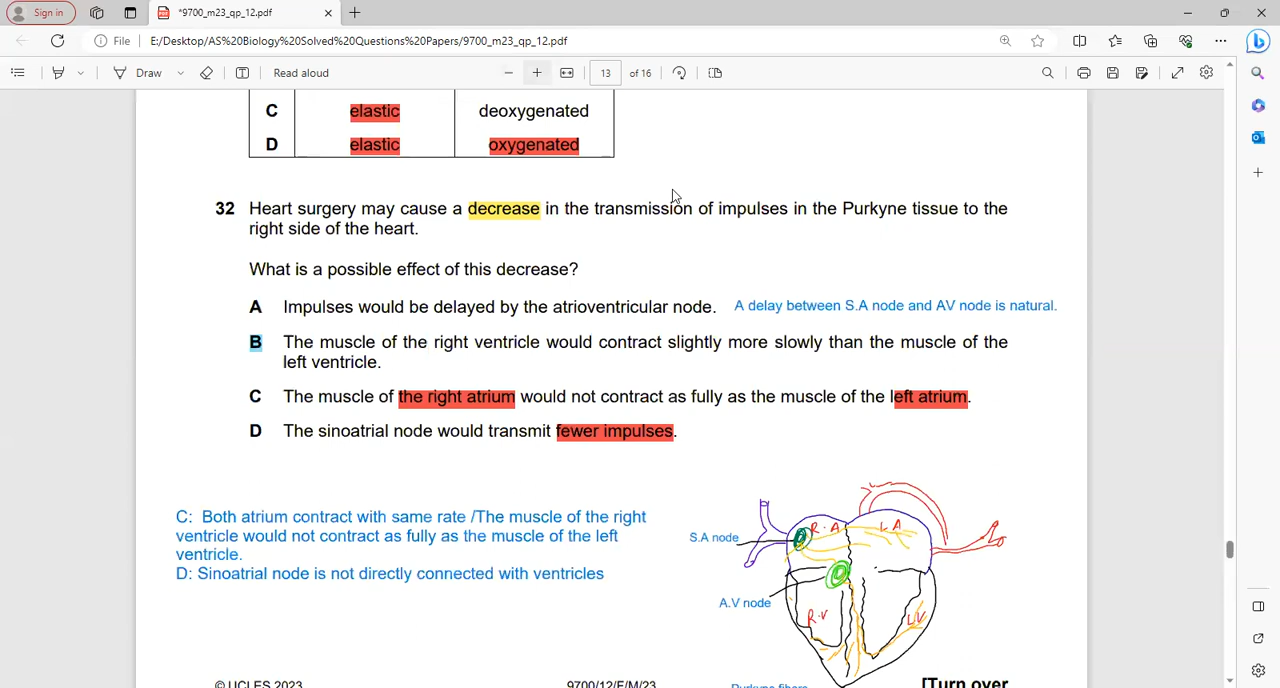 Sign in
*9700_m23_qp_12.pdf
File
E:/Desktop/AS%20Biology%20Solved%20Questions%20Papers/9700_m23_qp_12.pdf
Draw
Read aloud
13
of 16
C elastic deoxygenated
D elastic oxygenated
32 Heart surgery may cause a decrease in the transmission of impulses in the Purkyne tissue to the
right side of the heart.
What is a possible effect of this decrease?
A Impulses would be delayed by the atrioventricular node. A delay between S.A node and AV node is natural.
B The muscle of the right ventricle would contract slightly more slowly than the muscle of the
left ventricle.
C The muscle of the right atrium would not contract as fully as the muscle of the left atrium.
D The sinoatrial node would transmit fewer impulses.
C: Both atrium contract with same rate /The muscle of the right
ventricle would not contract as fully as the muscle of the left
ventricle.
D: Sinoatrial node is not directly connected with ventricles
S.A node
R.A
LA
A.V node
R.V
LV
Purkyne fibers
© UCLES 2023
9700/12/F/M/23
[Turn over